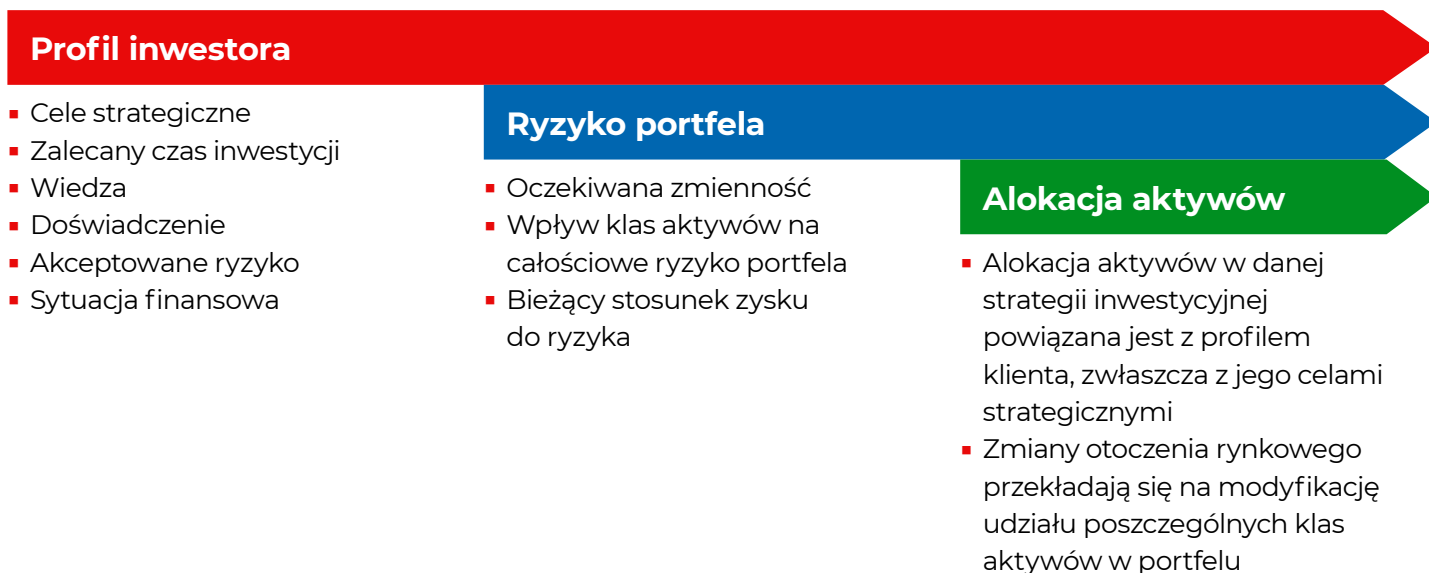 Profil inwestora
▪ Cele strategiczne
▪ Zalecany czas inwestycji
▪ Wiedza
▪ Doświadczenie
▪ Akceptowane ryzyko
▪ Sytuacja finansowa
Ryzyko portfela
▪ Oczekiwana zmienność
▪ Wpływ klas aktywów na
całościowe ryzyko portfela
▪ Bieżący stosunek zysku
do ryzyka
Alokacja aktywów
▪ Alokacja aktywów w danej
strategii inwestycyjnej
powiązana jest z profilem
klienta, zwłaszcza z jego celami
strategicznymi
▪ Zmiany otoczenia rynkowego
przekładają się na modyfikację
udziału poszczególnych klas
aktywów w portfelu